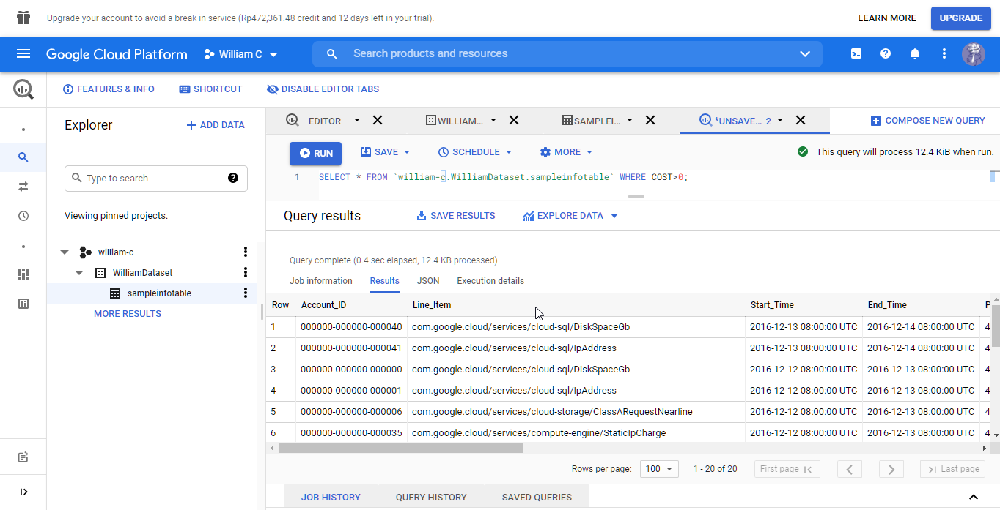 Upgrade your account to avoid a break in service (Rp472,361.48 credit and 12 days left in your trial).
LEARN MORE
UPGRADE
Google Cloud Platform
William C
Search products and resources
FEATURES & INFO
SHORTCUT
DISABLE EDITOR TABS
Explorer
ADD DATA
Type to search
Viewing pinned projects.
william-c
WilliamDataset
sampleinfotable
MORE RESULTS
EDITOR
WILLIAM...
SAMPLEI...
*UNSAVE... 2
COMPOSE NEW QUERY
RUN
SAVE
SCHEDULE
MORE
This query will process 12.4 KiB when run.
1 SELECT * FROM `william-c.WilliamDataset.sampleinfotable` WHERE COST>0;
Query results
SAVE RESULTS
EXPLORE DATA
Query complete (0.4 sec elapsed, 12.4 KB processed)
Job information Results JSON Execution details
Row Account_ID Line_Item Start_Time End_Time P
1 000000-000000-000040 com.google.cloud/services/cloud-sql/DiskSpaceGb 2016-12-13 08:00:00 UTC 2016-12-14 08:00:00 UTC 4
2 000000-000000-000041 com.google.cloud/services/cloud-sql/IpAddress 2016-12-13 08:00:00 UTC 2016-12-14 08:00:00 UTC 4
3 000000-000000-000000 com.google.cloud/services/cloud-sql/DiskSpaceGb 2016-12-12 08:00:00 UTC 2016-12-13 08:00:00 UTC 4
4 000000-000000-000001 com.google.cloud/services/cloud-sql/IpAddress 2016-12-12 08:00:00 UTC 2016-12-13 08:00:00 UTC 4
5 000000-000000-000006 com.google.cloud/services/cloud-storage/ClassARequestNearline 2016-12-12 08:00:00 UTC 2016-12-13 08:00:00 UTC 4
6 000000-000000-000035 com.google.cloud/services/compute-engine/StaticIpCharge 2016-12-12 08:00:00 UTC 2016-12-13 08:00:00 UTC 4
Rows per page: 100 1 - 20 of 20 First page Last page
JOB HISTORY QUERY HISTORY SAVED QUERIES